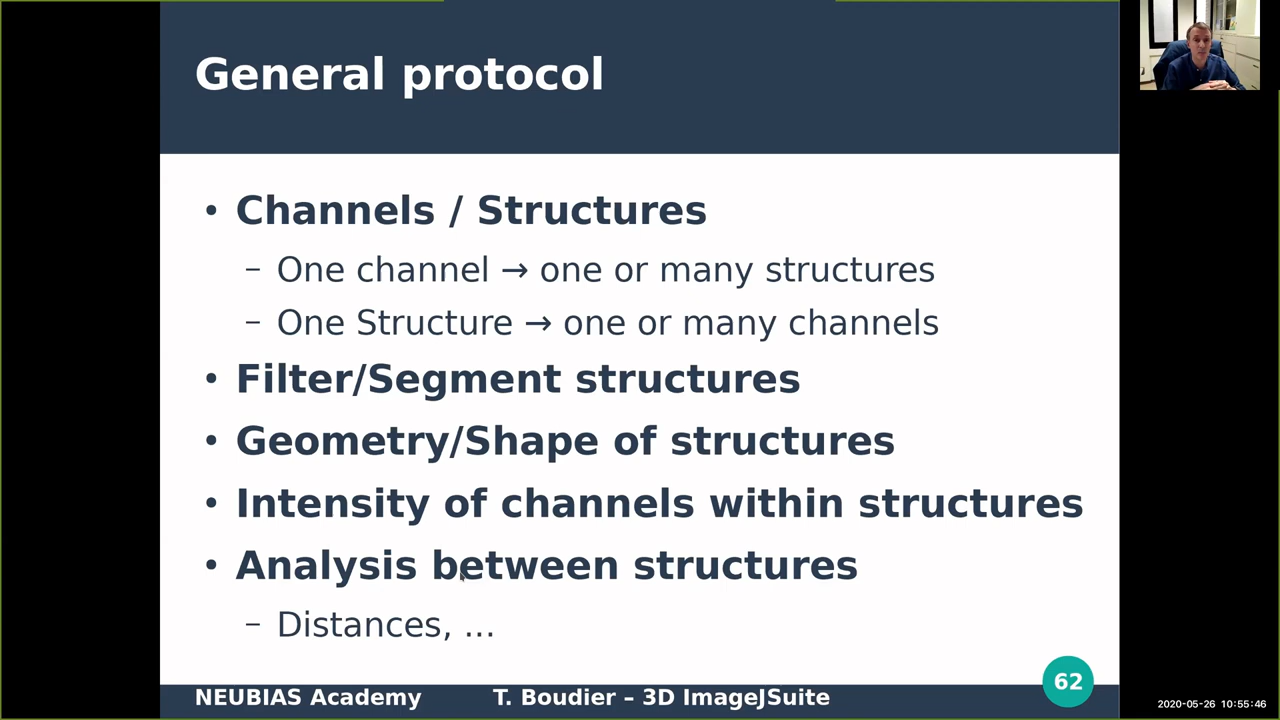 General protocol
• Channels / Structures
– One channel → one or many structures
– One Structure → one or many channels
• Filter/Segment structures
• Geometry/Shape of structures
• Intensity of channels within structures
• Analysis between structures
– Distances, ...
62
NEUBIAS Academy T. Boudier – 3D ImageJSuite
2020-05-26 10:55:46